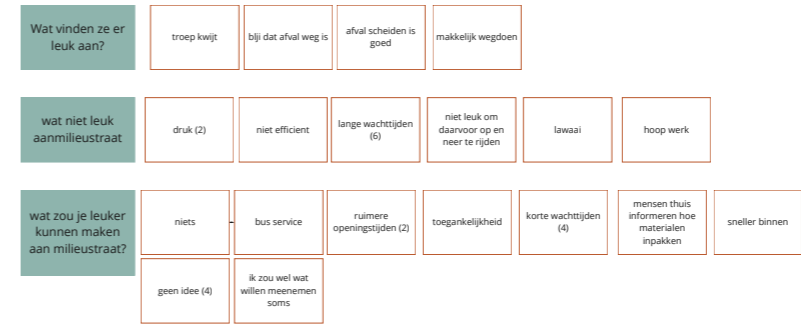 Wat vinden ze er
leuk aan?
troep kwijt
blji dat afval weg is
afval scheiden is
goed
makkelijk wegdoen
wat niet leuk
aanmilieustraat
druk (2)
niet efficient
lange wachttijden
(6)
niet leuk om
daarvoor op en
neer te rijden
lawaai
hoop werk
wat zou je leuker
kunnen maken
aan milieustraat?
niets
bus service
ruimere
openingstijden (2)
toegankelijkheid
korte wachttijden
(4)
mensen thuis
informeren hoe
materialen
inpakken
sneller binnen
geen idee (4)
ik zou wel wat
willen meenemen
soms